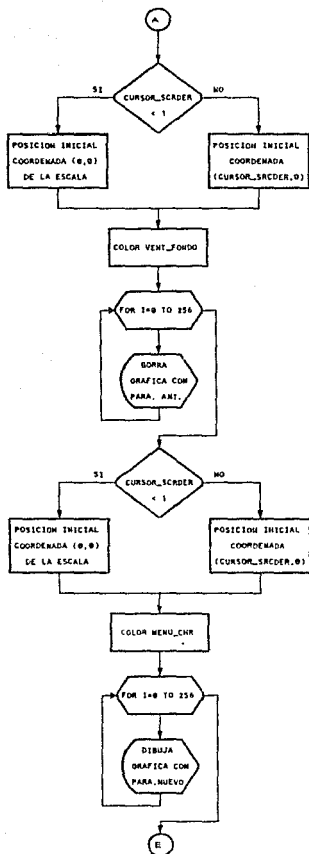 A
CURSOR_SCRDER
< 1
SI
NO
POSICION INICIAL
COORDENADA (0,0)
DE LA ESCALA
POSICION INICIAL
COORDENADA
(CURSOR_SRCDER,0)
COLOR VENT_FONDO
FOR I=0 TO 256
BORRA
GRAFICA CON
PARA. ANT.
CURSOR_SCRDER
< 1
SI
NO
POSICION INICIAL
COORDENADA (0,0)
DE LA ESCALA
POSICION INICIAL
COORDENADA
(CURSOR_SRCDER,0)
COLOR MENU_CHR
FOR I=0 TO 256
DIBUJA
GRAFICA CON
PARA.NUEVO
E